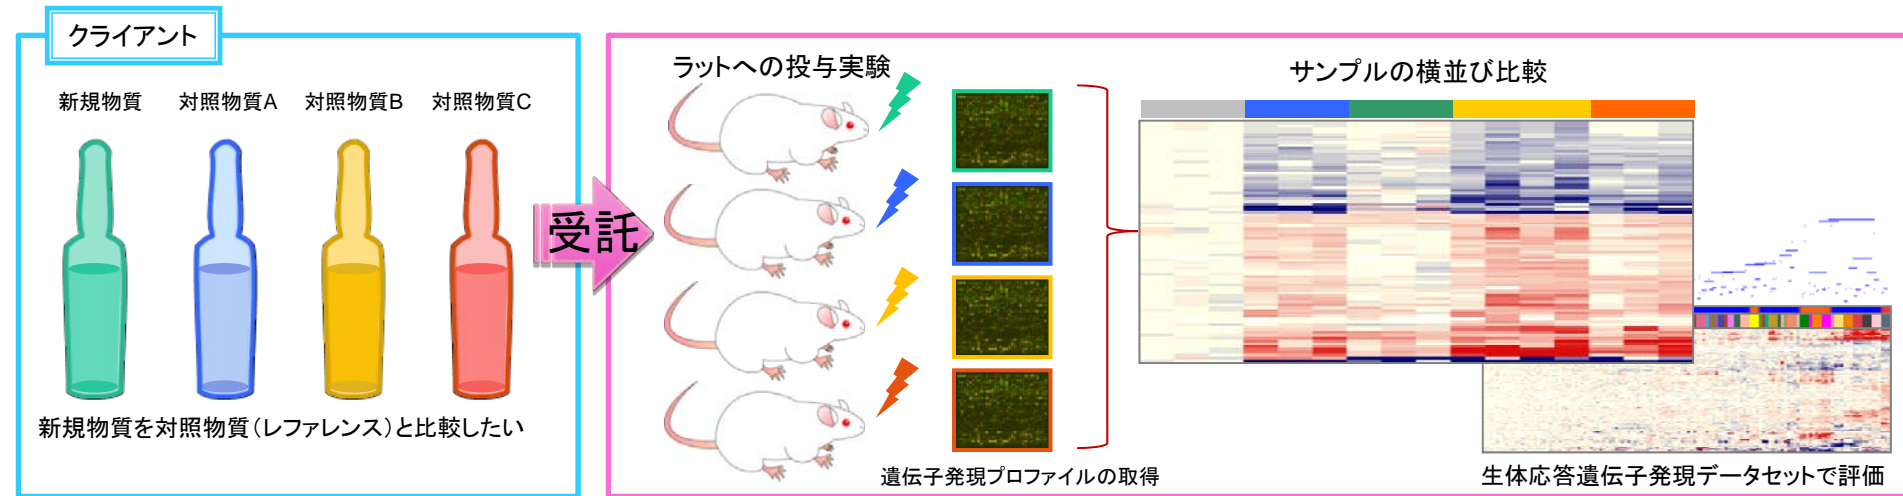 クライアント
新規物質
対照物質A
対照物質B
対照物質C
新規物質を対照物質(レファレンス)と比較したい
受託
ラットへの投与実験
遺伝子発現プロファイルの取得
サンプルの横並び比較
生体応答遺伝子発現データセットで評価